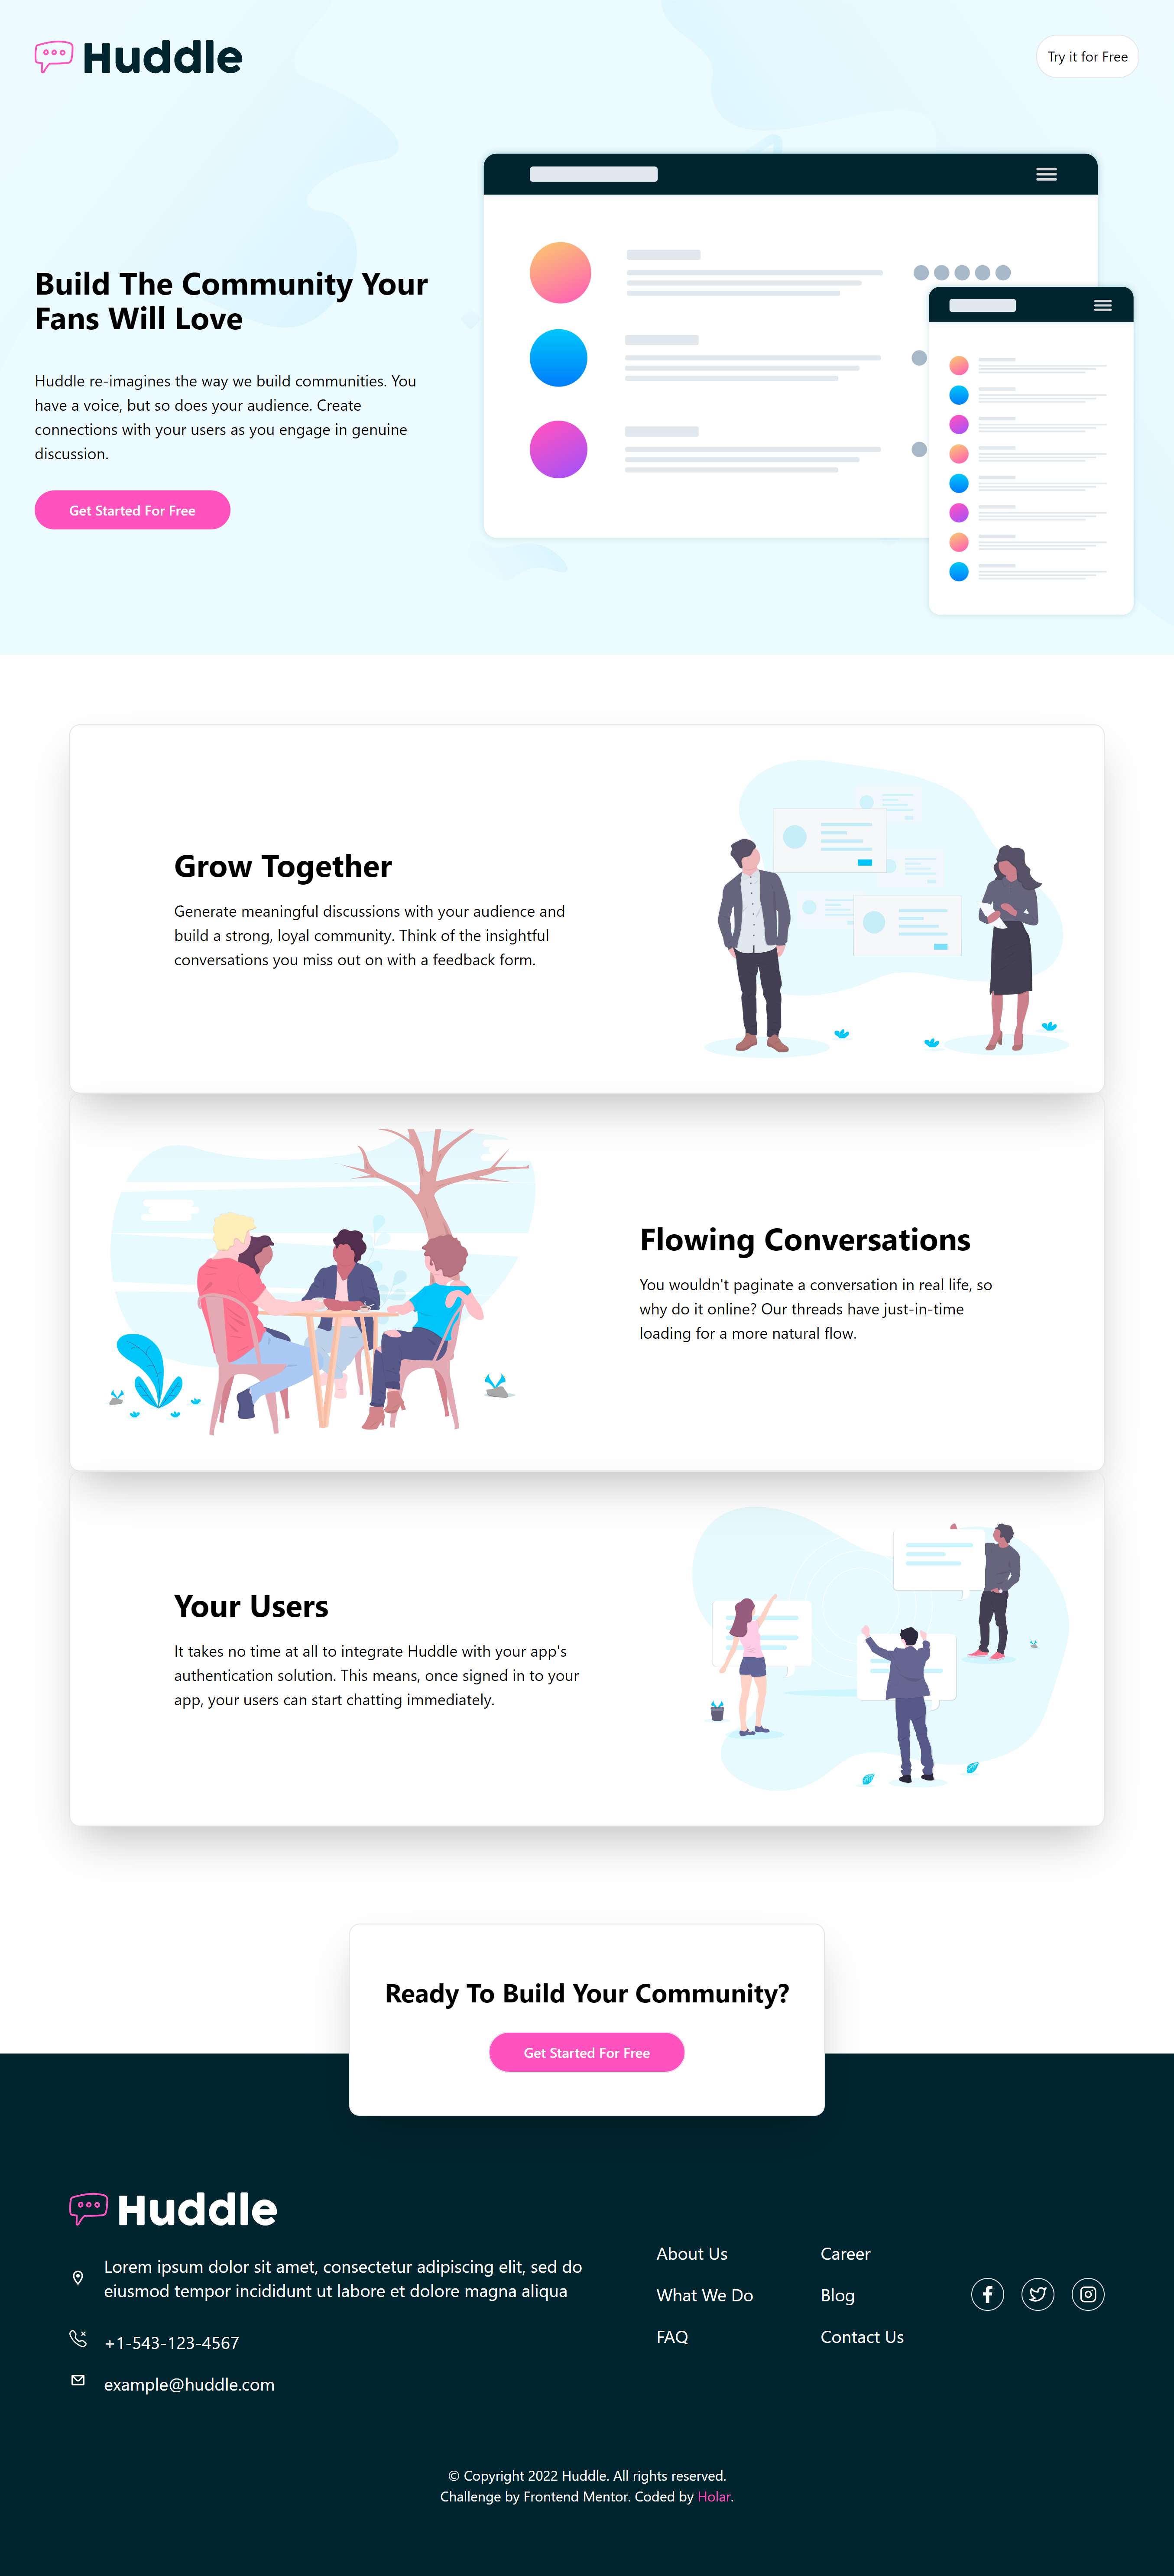 Huddle
Try it for Free
Build The Community Your
Fans Will Love
Huddle re-imagines the way we build communities. You
have a voice, but so does your audience. Create
connections with your users as you engage in genuine
discussion.
Get Started For Free
Grow Together
Generate meaningful discussions with your audience and
build a strong, loyal community. Think of the insightful
conversations you miss out on with a feedback form.
Flowing Conversations
You wouldn't paginate a conversation in real life, so
why do it online? Our threads have just-in-time
loading for a more natural flow.
Your Users
It takes no time at all to integrate Huddle with your app's
authentication solution. This means, once signed in to your
app, your users can start chatting immediately.
Ready To Build Your Community?
Get Started For Free
Huddle
Lorem ipsum dolor sit amet, consectetur adipiscing elit, sed do
eiusmod tempor incididunt ut labore et dolore magna aliqua
+1-543-123-4567
example@huddle.com
About Us
What We Do
FAQ
Career
Blog
Contact Us
© Copyright 2022 Huddle. All rights reserved.
Challenge by Frontend Mentor. Coded by Holar.